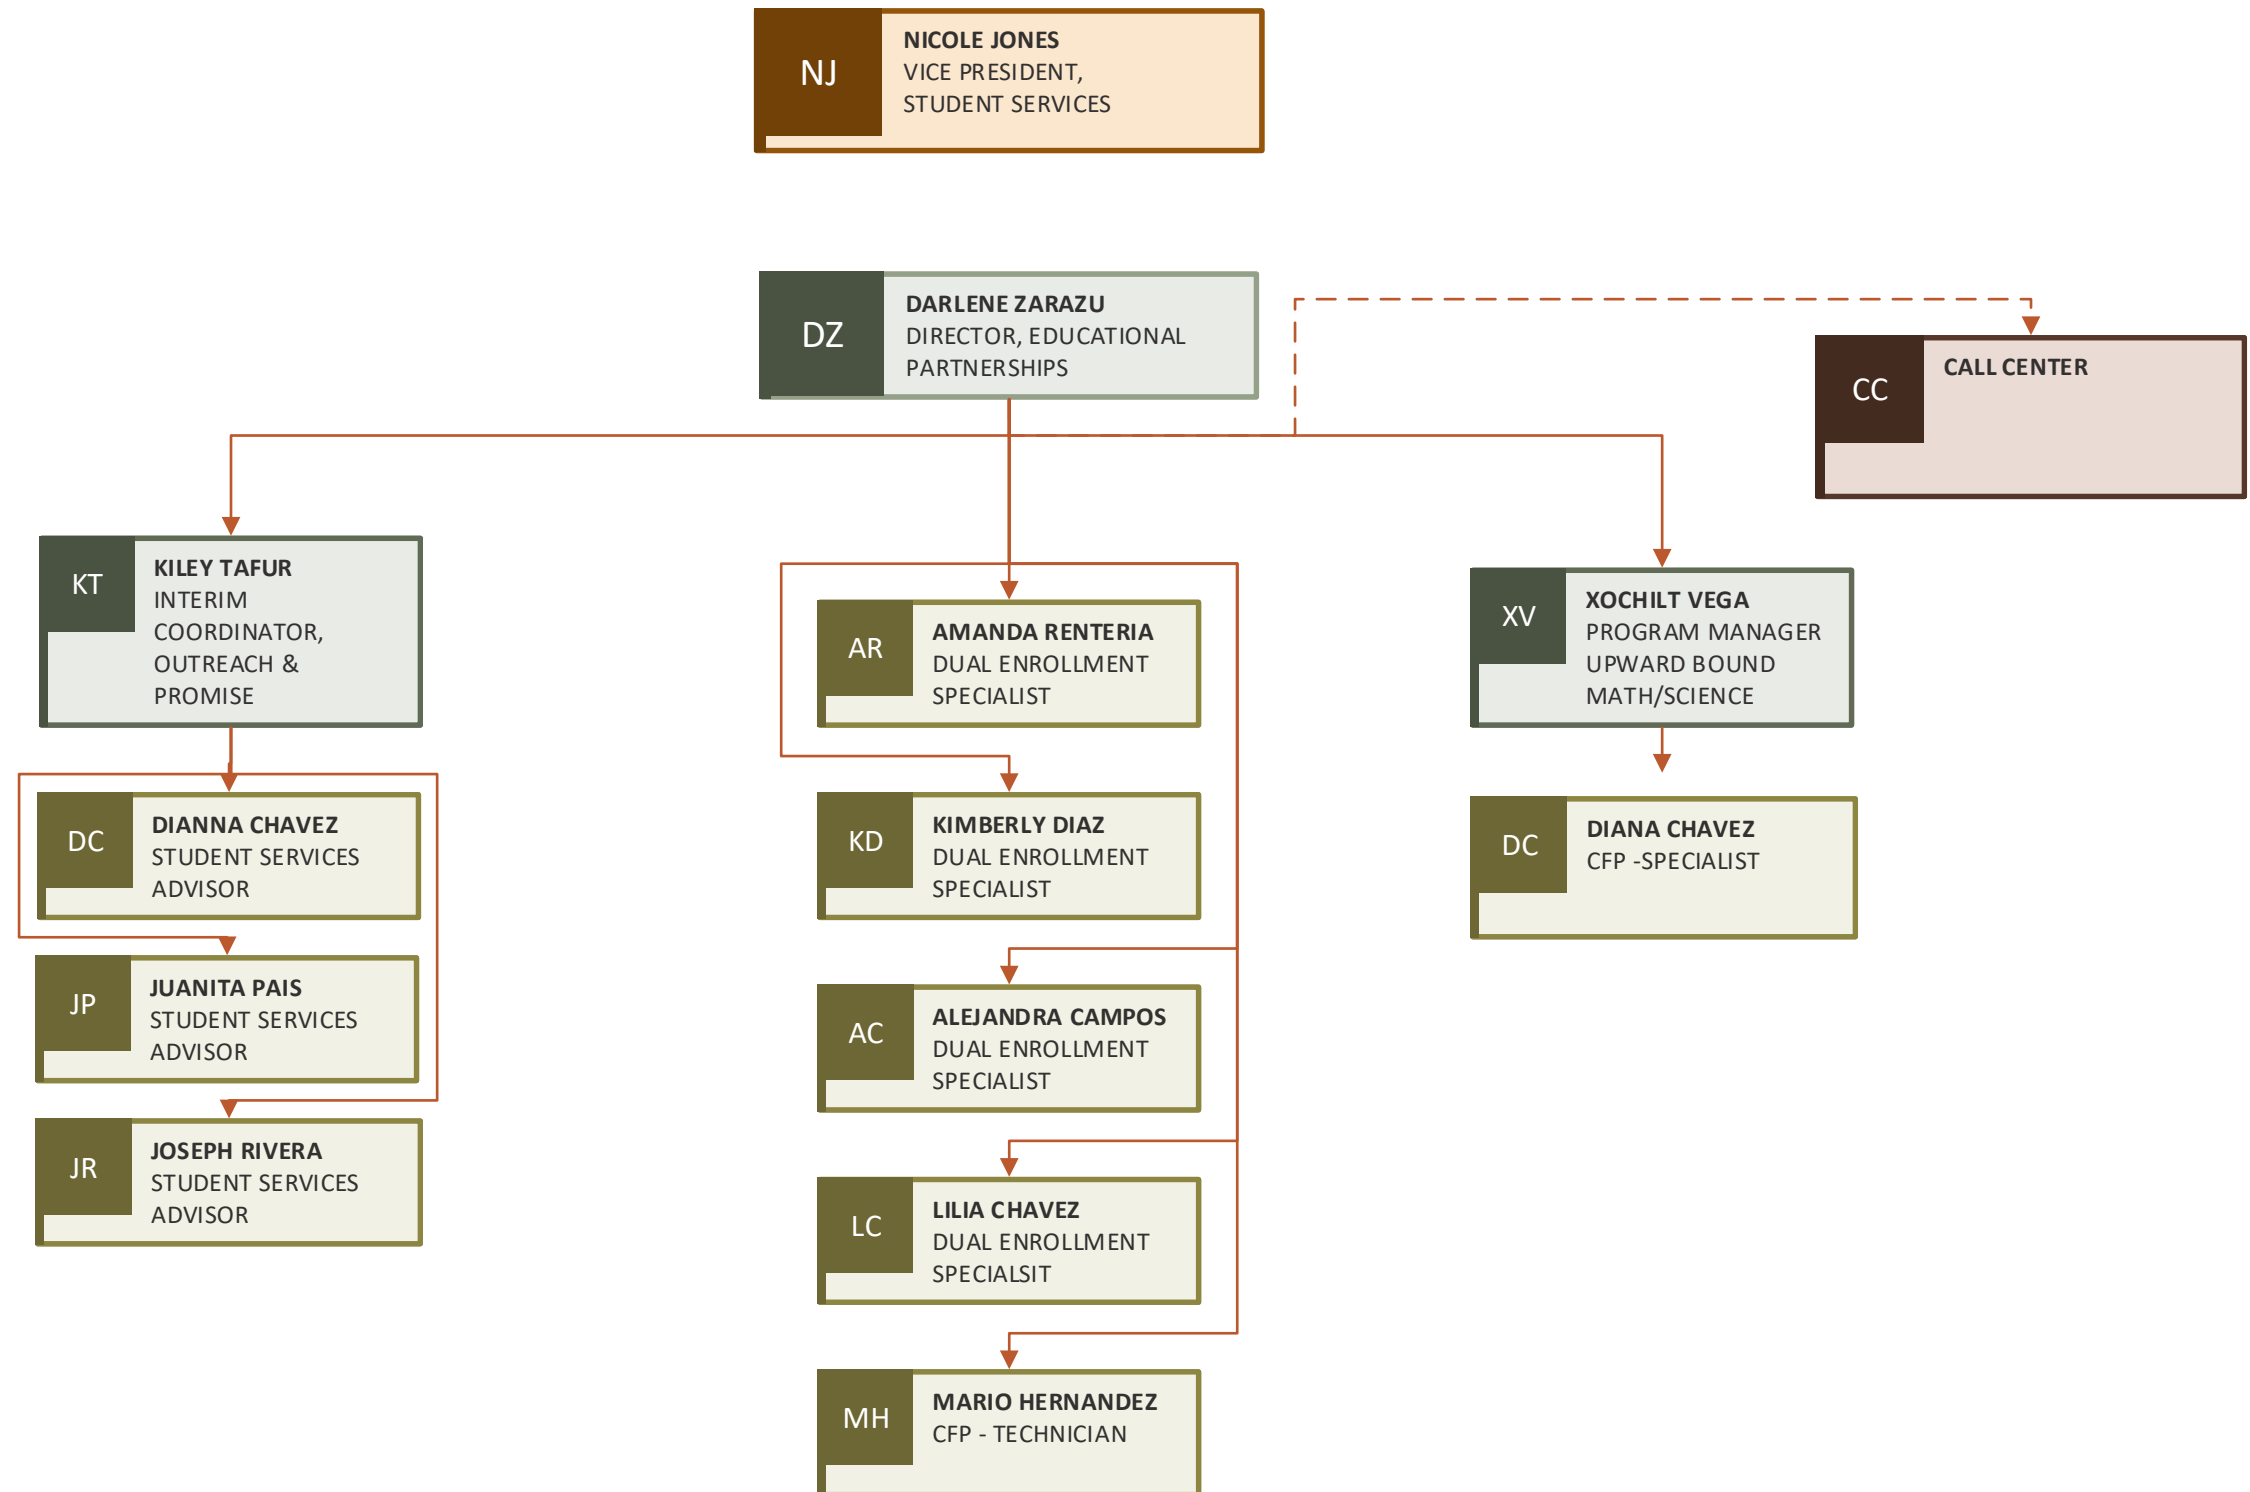 NJ
NICOLE JONES
VICE PRESIDENT,
STUDENT SERVICES
DZ
DARLENE ZARAZU
DIRECTOR, EDUCATIONAL
PARTNERSHIPS
CC
CALL CENTER
KT
KILEY TAFUR
INTERIM
COORDINATOR,
OUTREACH &
PROMISE
DC
DIANNA CHAVEZ
STUDENT SERVICES
ADVISOR
JP
JUANITA PAIS
STUDENT SERVICES
ADVISOR
JR
JOSEPH RIVERA
STUDENT SERVICES
ADVISOR
AR
AMANDA RENTERIA
DUAL ENROLLMENT
SPECIALIST
KD
KIMBERLY DIAZ
DUAL ENROLLMENT
SPECIALIST
AC
ALEJANDRA CAMPOS
DUAL ENROLLMENT
SPECIALIST
LC
LILIA CHAVEZ
DUAL ENROLLMENT
SPECIALSIT
MH
MARIO HERNANDEZ
CFP - TECHNICIAN
XV
XOCHILT VEGA
PROGRAM MANAGER
UPWARD BOUND
MATH/SCIENCE
DC
DIANA CHAVEZ
CFP -SPECIALIST